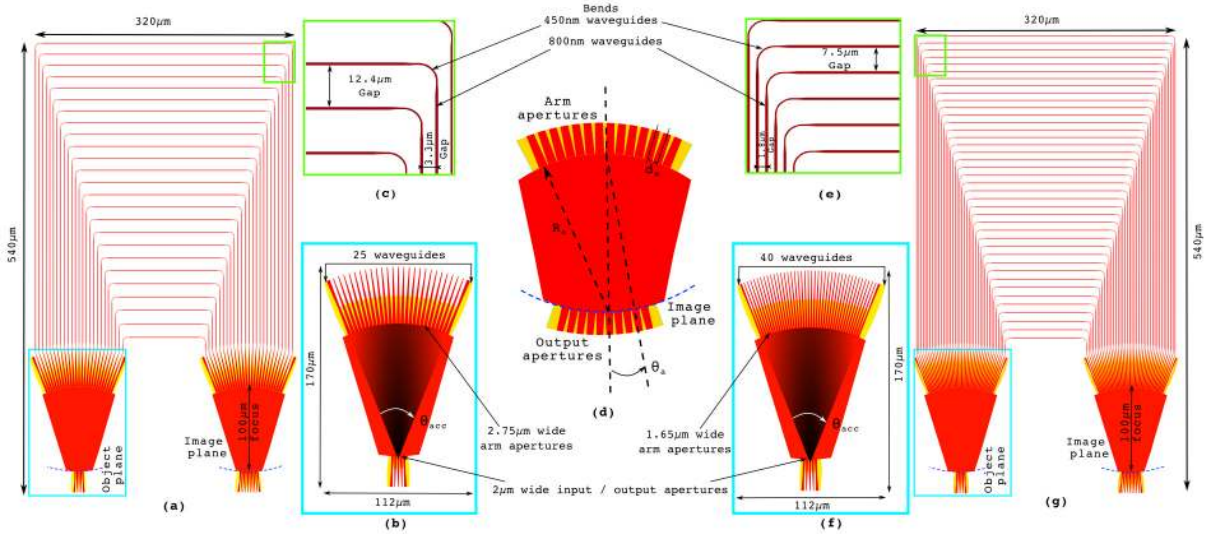 320µm
540µm
100µm
focus
Object
plane
Image
plane
(a)
Bends
450nm waveguides
800nm waveguides
12.4µm
Gap
3.3µm
Gap
(c)
25 waveguides
170µm
θacc
2.75µm wide
arm apertures
2µm wide input / output apertures
112µm
(b)
Arm
apertures
Image
plane
Output
apertures
θa
(d)
7.5µm
Gap
1.8µm
Gap
(e)
40 waveguides
170µm
θacc
1.65µm wide
arm apertures
112µm
(f)
320µm
540µm
100µm
focus
Object
plane
Image
plane
(g)